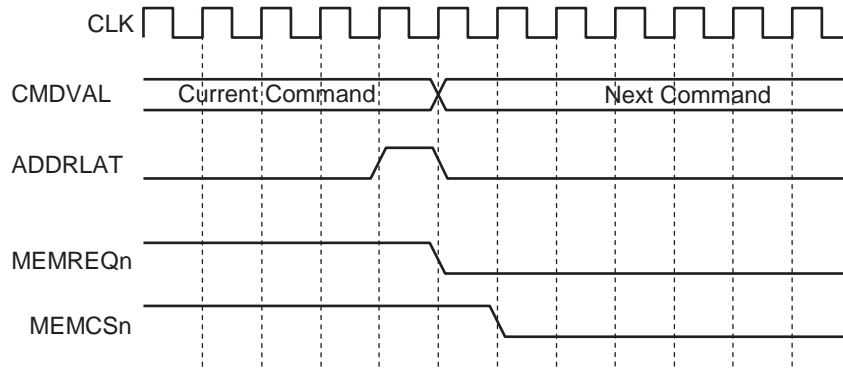 CLK
CMDVAL Current Command Next Command
ADDRLAT
MEMREQn
MEMCSn